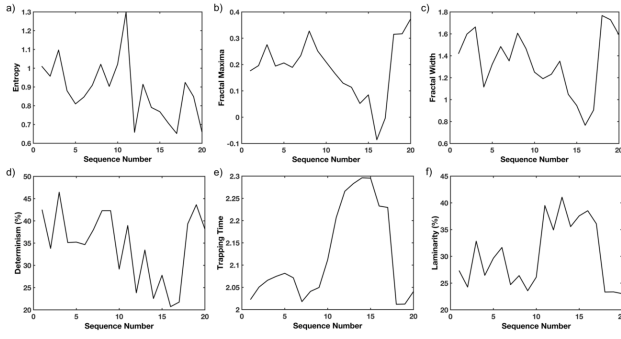 a)
1.3
1.2
1.1
1
0.9
0.8
0.7
0.6
Entropy
0 5 10 15 20
Sequence Number
b)
0.4
0.3
0.2
0.1
0
-0.1
Fractal Maxima
0 5 10 15 20
Sequence Number
c)
1.8
1.6
1.4
1.2
1
0.8
0.6
Fractal Width
0 5 10 15 20
Sequence Number
d)
50
45
40
35
30
25
20
Determinism (%)
0 5 10 15 20
Sequence Number
e)
2.3
2.25
2.2
2.15
2.1
2.05
2
Trapping Time
0 5 10 15 20
Sequence Number
f)
45
40
35
30
25
20
Laminarity (%)
0 5 10 15 20
Sequence Number